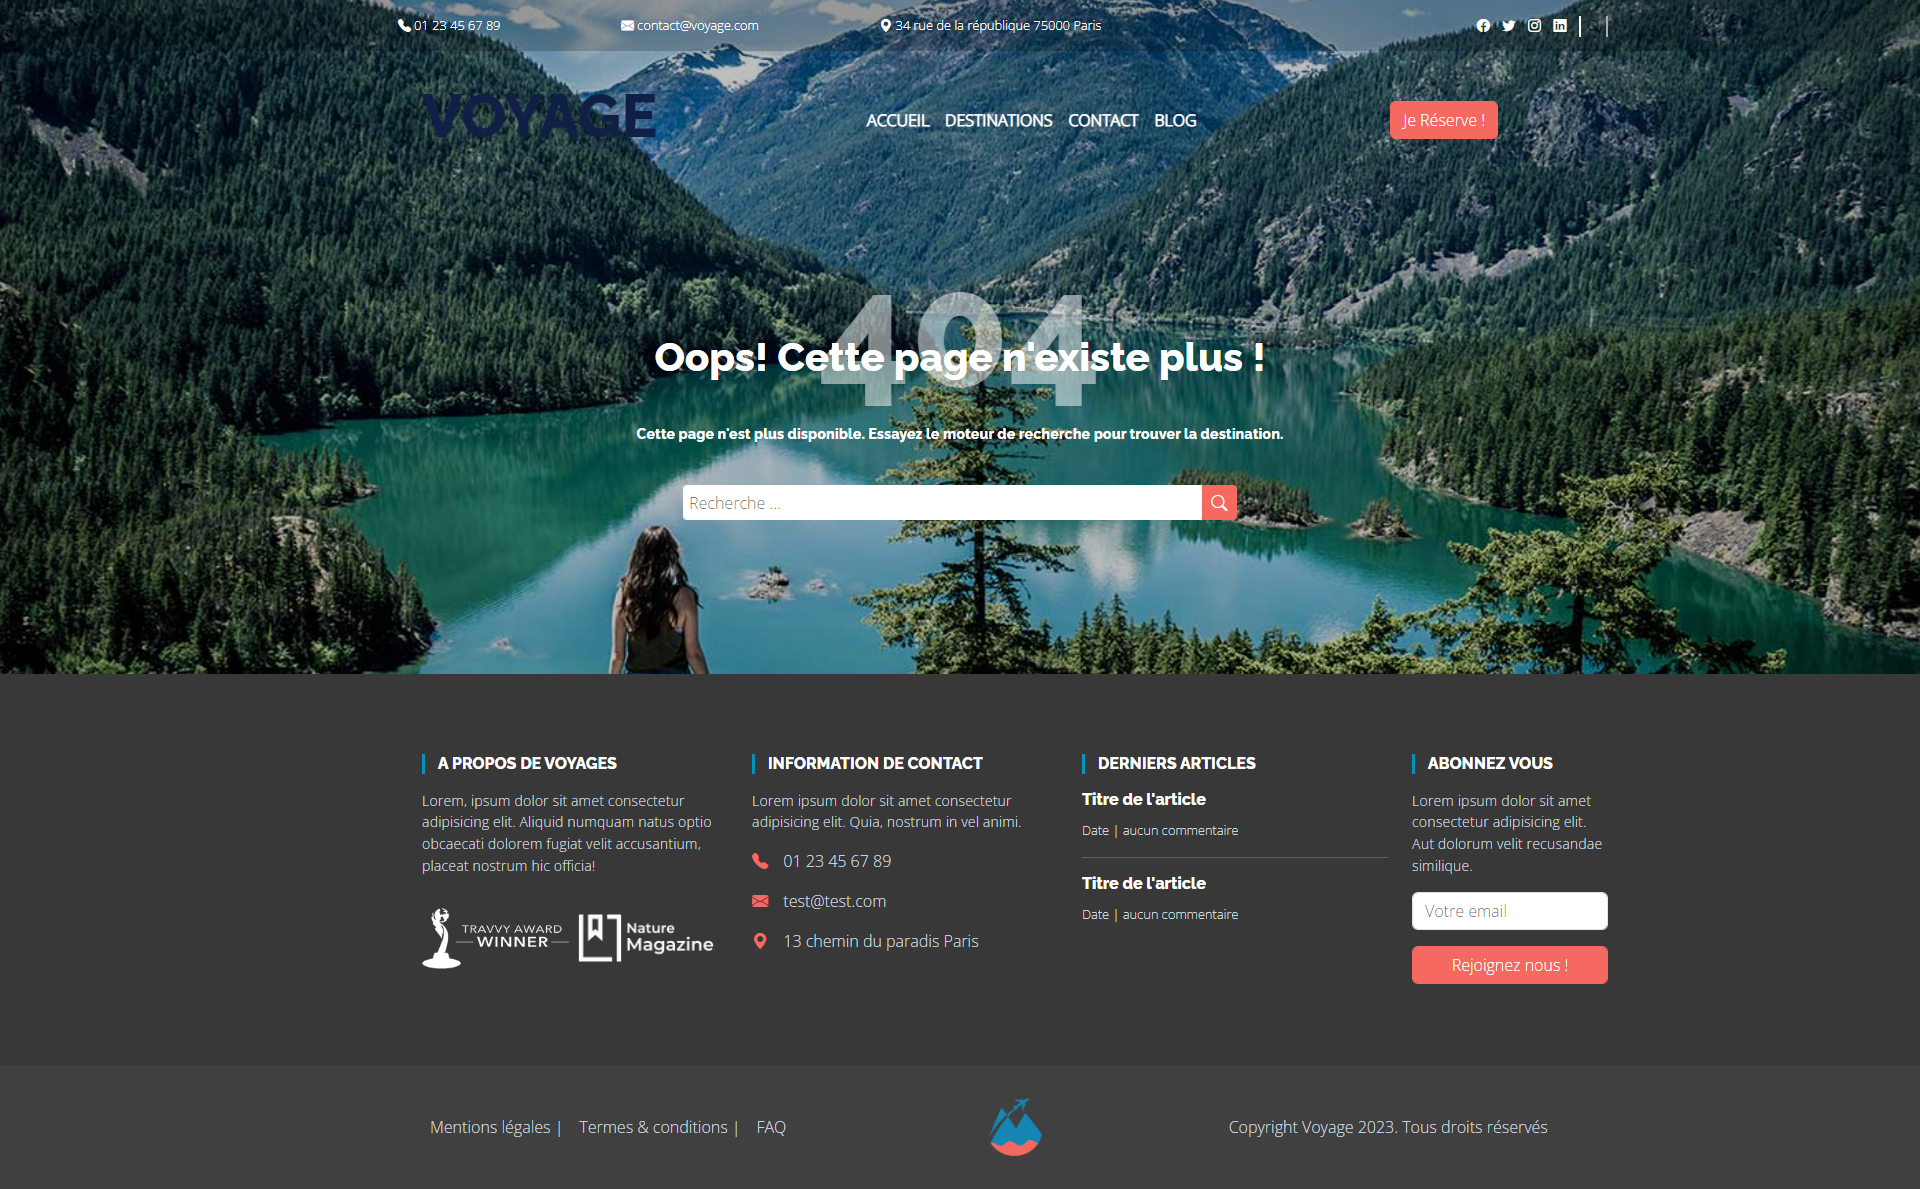 01 23 45 67 89
contact@voyage.com
34 rue de la république 75000 Paris
VOYAGE
ACCUEIL
DESTINATIONS
CONTACT
BLOG
Je Réserve !
404
Oops! Cette page n'existe plus !
Cette page n'est plus disponible. Essayez le moteur de recherche pour trouver la destination.
Recherche ...
A PROPOS DE VOYAGES
Lorem, ipsum dolor sit amet consectetur
adipisicing elit. Aliquid numquam natus optio
obcaecati dolorem fugiat velit accusantium,
placeat nostrum hic officia!
TRAVVY AWARD
WINNER
Nature
Magazine
INFORMATION DE CONTACT
Lorem ipsum dolor sit amet consectetur
adipisicing elit. Quia, nostrum in vel animi.
01 23 45 67 89
test@test.com
13 chemin du paradis Paris
DERNIERS ARTICLES
Titre de l'article
Date | aucun commentaire
Titre de l'article
Date | aucun commentaire
ABONNEZ VOUS
Lorem ipsum dolor sit amet
consectetur adipisicing elit.
Aut dolorum velit recusandae
similique.
Votre email
Rejoignez nous !
Mentions légales | Termes & conditions | FAQ
Copyright Voyage 2023. Tous droits réservés